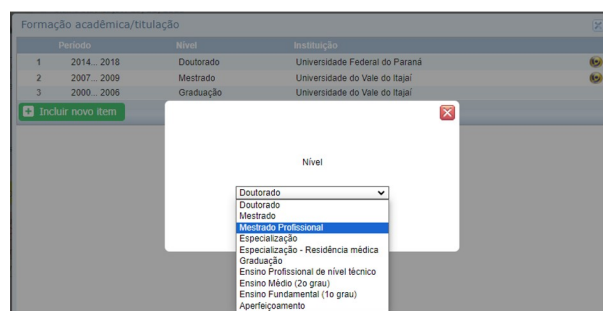 Formação acadêmica/titulação
Período Nível Instituição
1 2014... 2018 Doutorado Universidade Federal do Paraná
2 2007... 2009 Mestrado Universidade do Vale do Itajaí
3 2000... 2006 Graduação Universidade do Vale do Itajaí
Incluir novo item
Nível
Doutorado
Doutorado
Mestrado
Mestrado Profissional
Especialização
Especialização - Residência médica
Graduação
Ensino Profissional de nível técnico
Ensino Médio (2o grau)
Ensino Fundamental (1o grau)
Aperfeiçoamento